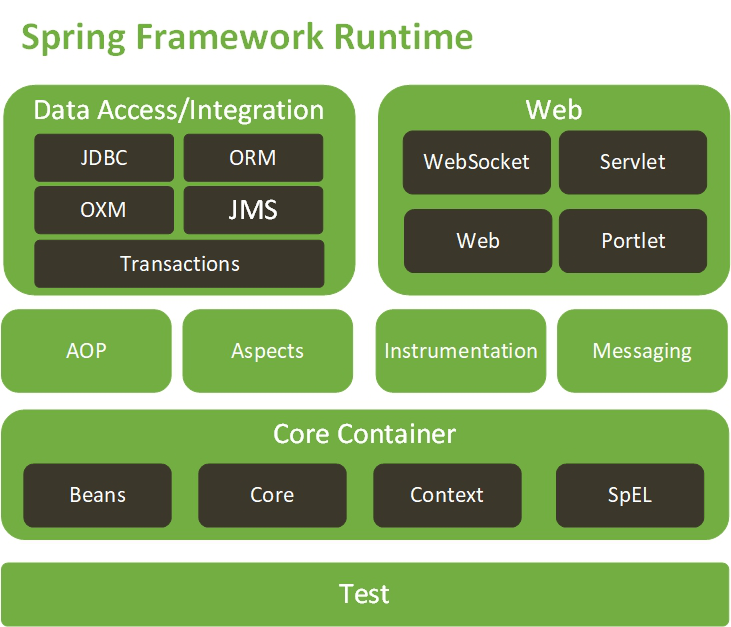 Spring Framework Runtime
Data Access/Integration
JDBC
ORM
OXM
JMS
Transactions
Web
WebSocket
Servlet
Web
Portlet
AOP
Aspects
Instrumentation
Messaging
Core Container
Beans
Core
Context
SpEL
Test